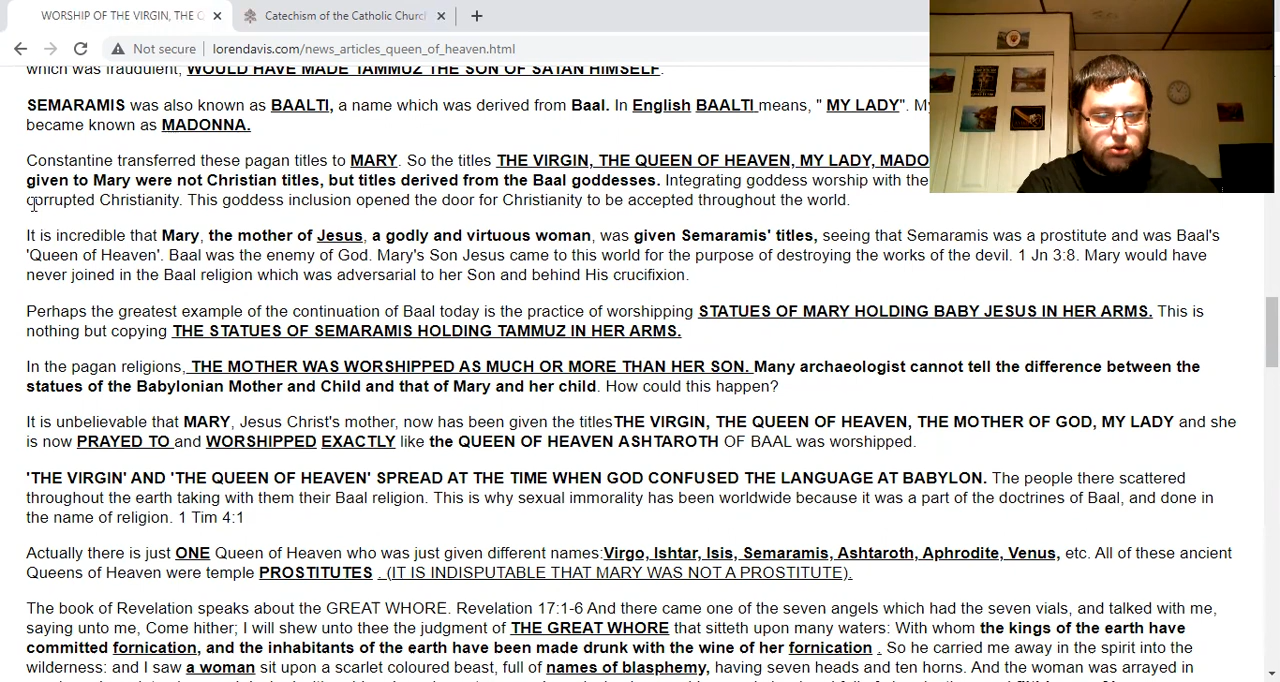 WORSHIP OF THE VIRGIN, THE Q
Catechism of the Catholic Churc
Not secure lorendavis.com/news_articles_queen_of_heaven.html
which was fraudulent, WOULD HAVE MADE TAMMUZ THE SON OF SATAN HIMSELF.
SEMARAMIS was also known as BAALTI, a name which was derived from Baal. In English BAALTI means, " MY LADY".
became known as MADONNA.
Constantine transferred these pagan titles to MARY. So the titles THE VIRGIN, THE QUEEN OF HEAVEN, MY LADY, MADO
given to Mary were not Christian titles, but titles derived from the Baal goddesses. Integrating goddess worship with the
corrupted Christianity. This goddess inclusion opened the door for Christianity to be accepted throughout the world.
It is incredible that Mary, the mother of Jesus, a godly and virtuous woman, was given Semaramis' titles, seeing that Semaramis was a prostitute and was Baal's
'Queen of Heaven'. Baal was the enemy of God. Mary's Son Jesus came to this world for the purpose of destroying the works of the devil. 1 Jn 3:8. Mary would have
never joined in the Baal religion which was adversarial to her Son and behind His crucifixion.
Perhaps the greatest example of the continuation of Baal today is the practice of worshipping STATUES OF MARY HOLDING BABY JESUS IN HER ARMS. This is
nothing but copying THE STATUES OF SEMARAMIS HOLDING TAMMUZ IN HER ARMS.
In the pagan religions, THE MOTHER WAS WORSHIPPED AS MUCH OR MORE THAN HER SON. Many archaeologist cannot tell the difference between the
statues of the Babylonian Mother and Child and that of Mary and her child. How could this happen?
It is unbelievable that MARY, Jesus Christ's mother, now has been given the titlesTHE VIRGIN, THE QUEEN OF HEAVEN, THE MOTHER OF GOD, MY LADY and she
is now PRAYED TO and WORSHIPPED EXACTLY like the QUEEN OF HEAVEN ASHTAROTH OF BAAL was worshipped.
'THE VIRGIN' AND 'THE QUEEN OF HEAVEN' SPREAD AT THE TIME WHEN GOD CONFUSED THE LANGUAGE AT BABYLON. The people there scattered
throughout the earth taking with them their Baal religion. This is why sexual immorality has been worldwide because it was a part of the doctrines of Baal, and done in
the name of religion. 1 Tim 4:1
Actually there is just ONE Queen of Heaven who was just given different names:Virgo, Ishtar, Isis, Semaramis, Ashtaroth, Aphrodite, Venus, etc. All of these ancient
Queens of Heaven were temple PROSTITUTES . (IT IS INDISPUTABLE THAT MARY WAS NOT A PROSTITUTE).
The book of Revelation speaks about the GREAT WHORE. Revelation 17:1-6 And there came one of the seven angels which had the seven vials, and talked with me,
saying unto me, Come hither; I will shew unto thee the judgment of THE GREAT WHORE that sitteth upon many waters: With whom the kings of the earth have
committed fornication, and the inhabitants of the earth have been made drunk with the wine of her fornication . So he carried me away in the spirit into the
wilderness: and I saw a woman sit upon a scarlet coloured beast, full of names of blasphemy, having seven heads and ten horns. And the woman was arrayed in